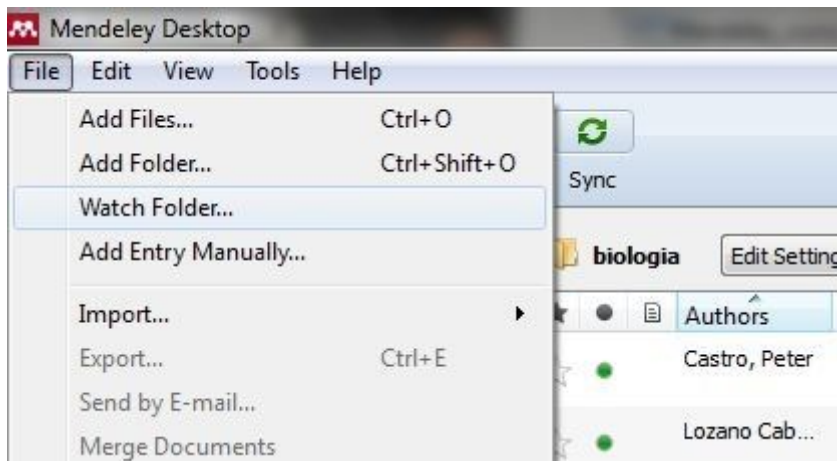 Mendeley Desktop
File Edit View Tools Help
Add Files... Ctrl+O
Add Folder... Ctrl+Shift+O
Watch Folder...
Add Entry Manually...
Import...
Export... Ctrl+E
Send by E-mail...
Merge Documents
Sync
biologia Edit Setting
Authors
Castro, Peter
Lozano Cab...